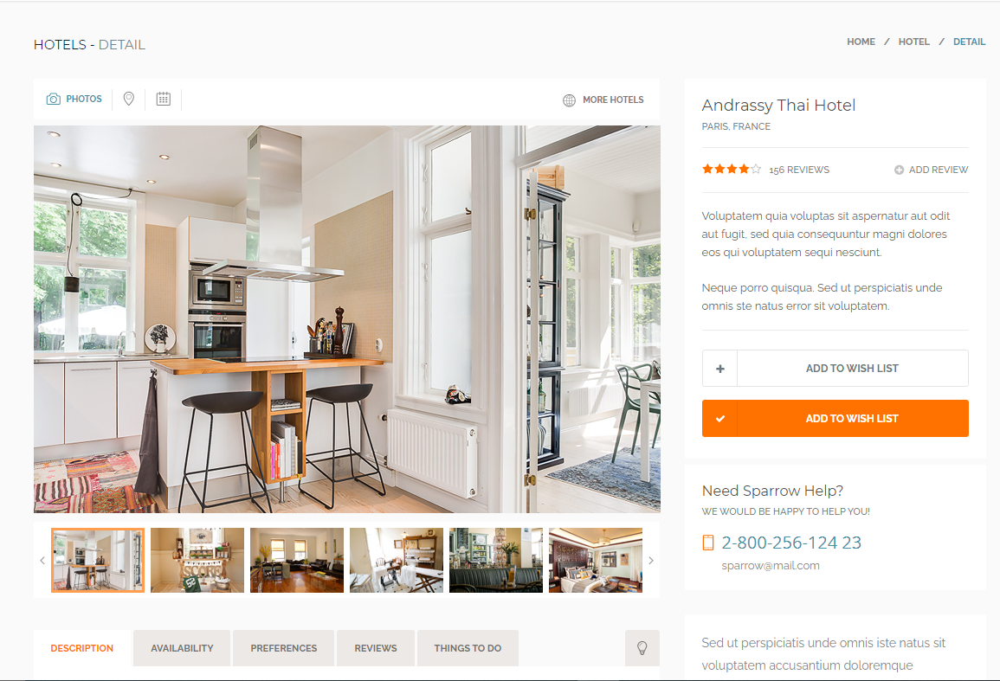 HOTELS - DETAIL
HOME / HOTEL / DETAIL
PHOTOS
MORE HOTELS
Andrassy Thai Hotel
PARIS, FRANCE
156 REVIEWS
ADD REVIEW
Voluptatem quia voluptas sit aspernatur aut odit
aut fugit, sed quia consequuntur magni dolores
eos qui voluptatem sequi nesciunt.
Neque porro quisqua. Sed ut perspiciatis unde
omnis ste natus error sit voluptatem.
ADD TO WISH LIST
ADD TO WISH LIST
Need Sparrow Help?
WE WOULD BE HAPPY TO HELP YOU!
2-800-256-124 23
sparrow@mail.com
DESCRIPTION
AVAILABILITY
PREFERENCES
REVIEWS
THINGS TO DO
Sed ut perspiciatis unde omnis iste natus sit
voluptatem accusantium doloremque